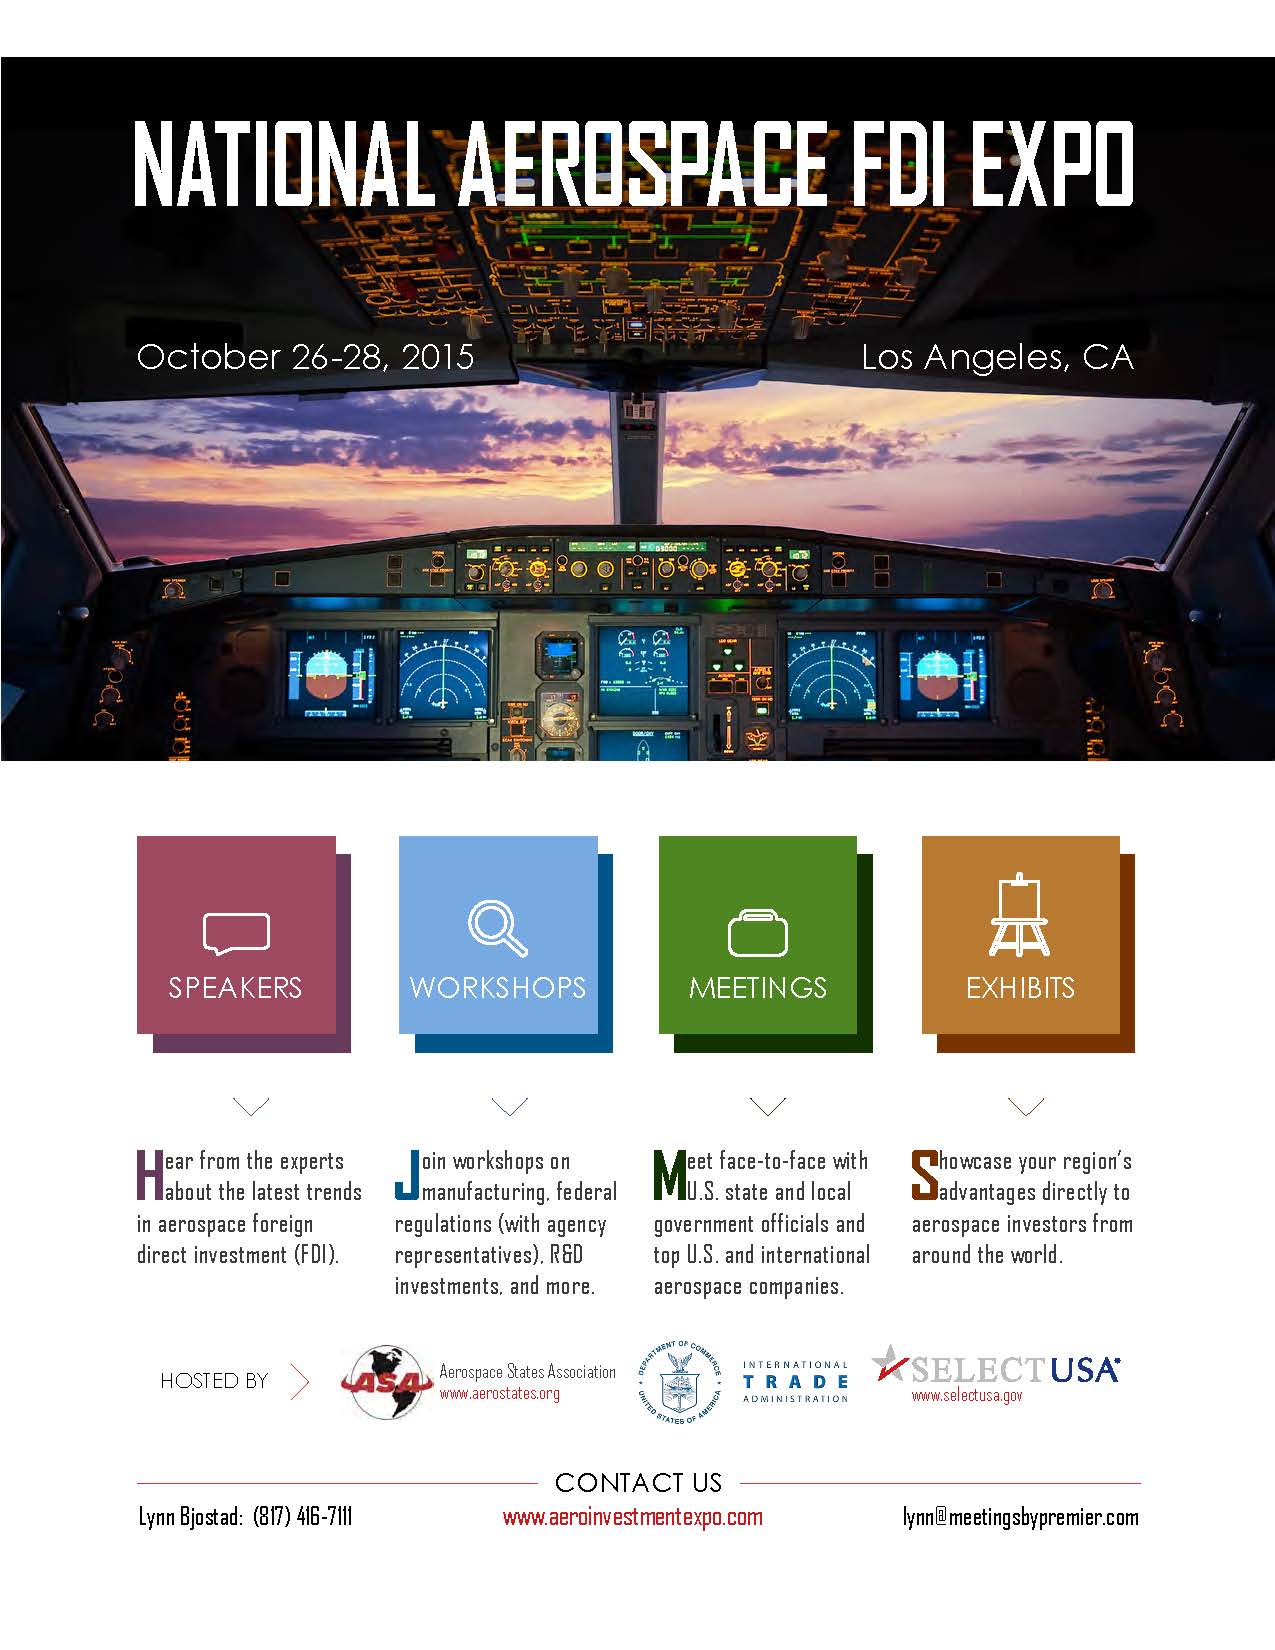 NATIONAL AEROSPACE FDI EXPO
October 26-28, 2015
Los Angeles, CA
SPEAKERS
WORKSHOPS
MEETINGS
EXHIBITS
Hear from the experts
about the latest trends
in aerospace foreign
direct investment (FDI).
Join workshops on
manufacturing, federal
regulations (with agency
representatives), R&D
investments, and more.
Meet face-to-face with
U.S. state and local
government officials and
top U.S. and international
aerospace companies.
Showcase your region's
advantages directly to
aerospace investors from
around the world.
HOSTED BY
ASA
Aerospace States Association
www.aerostates.org
DEPARTMENT OF COMMERCE
UNITED STATES OF AMERICA
INTERNATIONAL
TRADE
ADMINISTRATION
SELECTUSA
www.selectusa.gov
CONTACT US
Lynn Bjostad: (817) 416-7111
www.aeroinvestmentexpo.com
lynn@meetingsbypremier.com